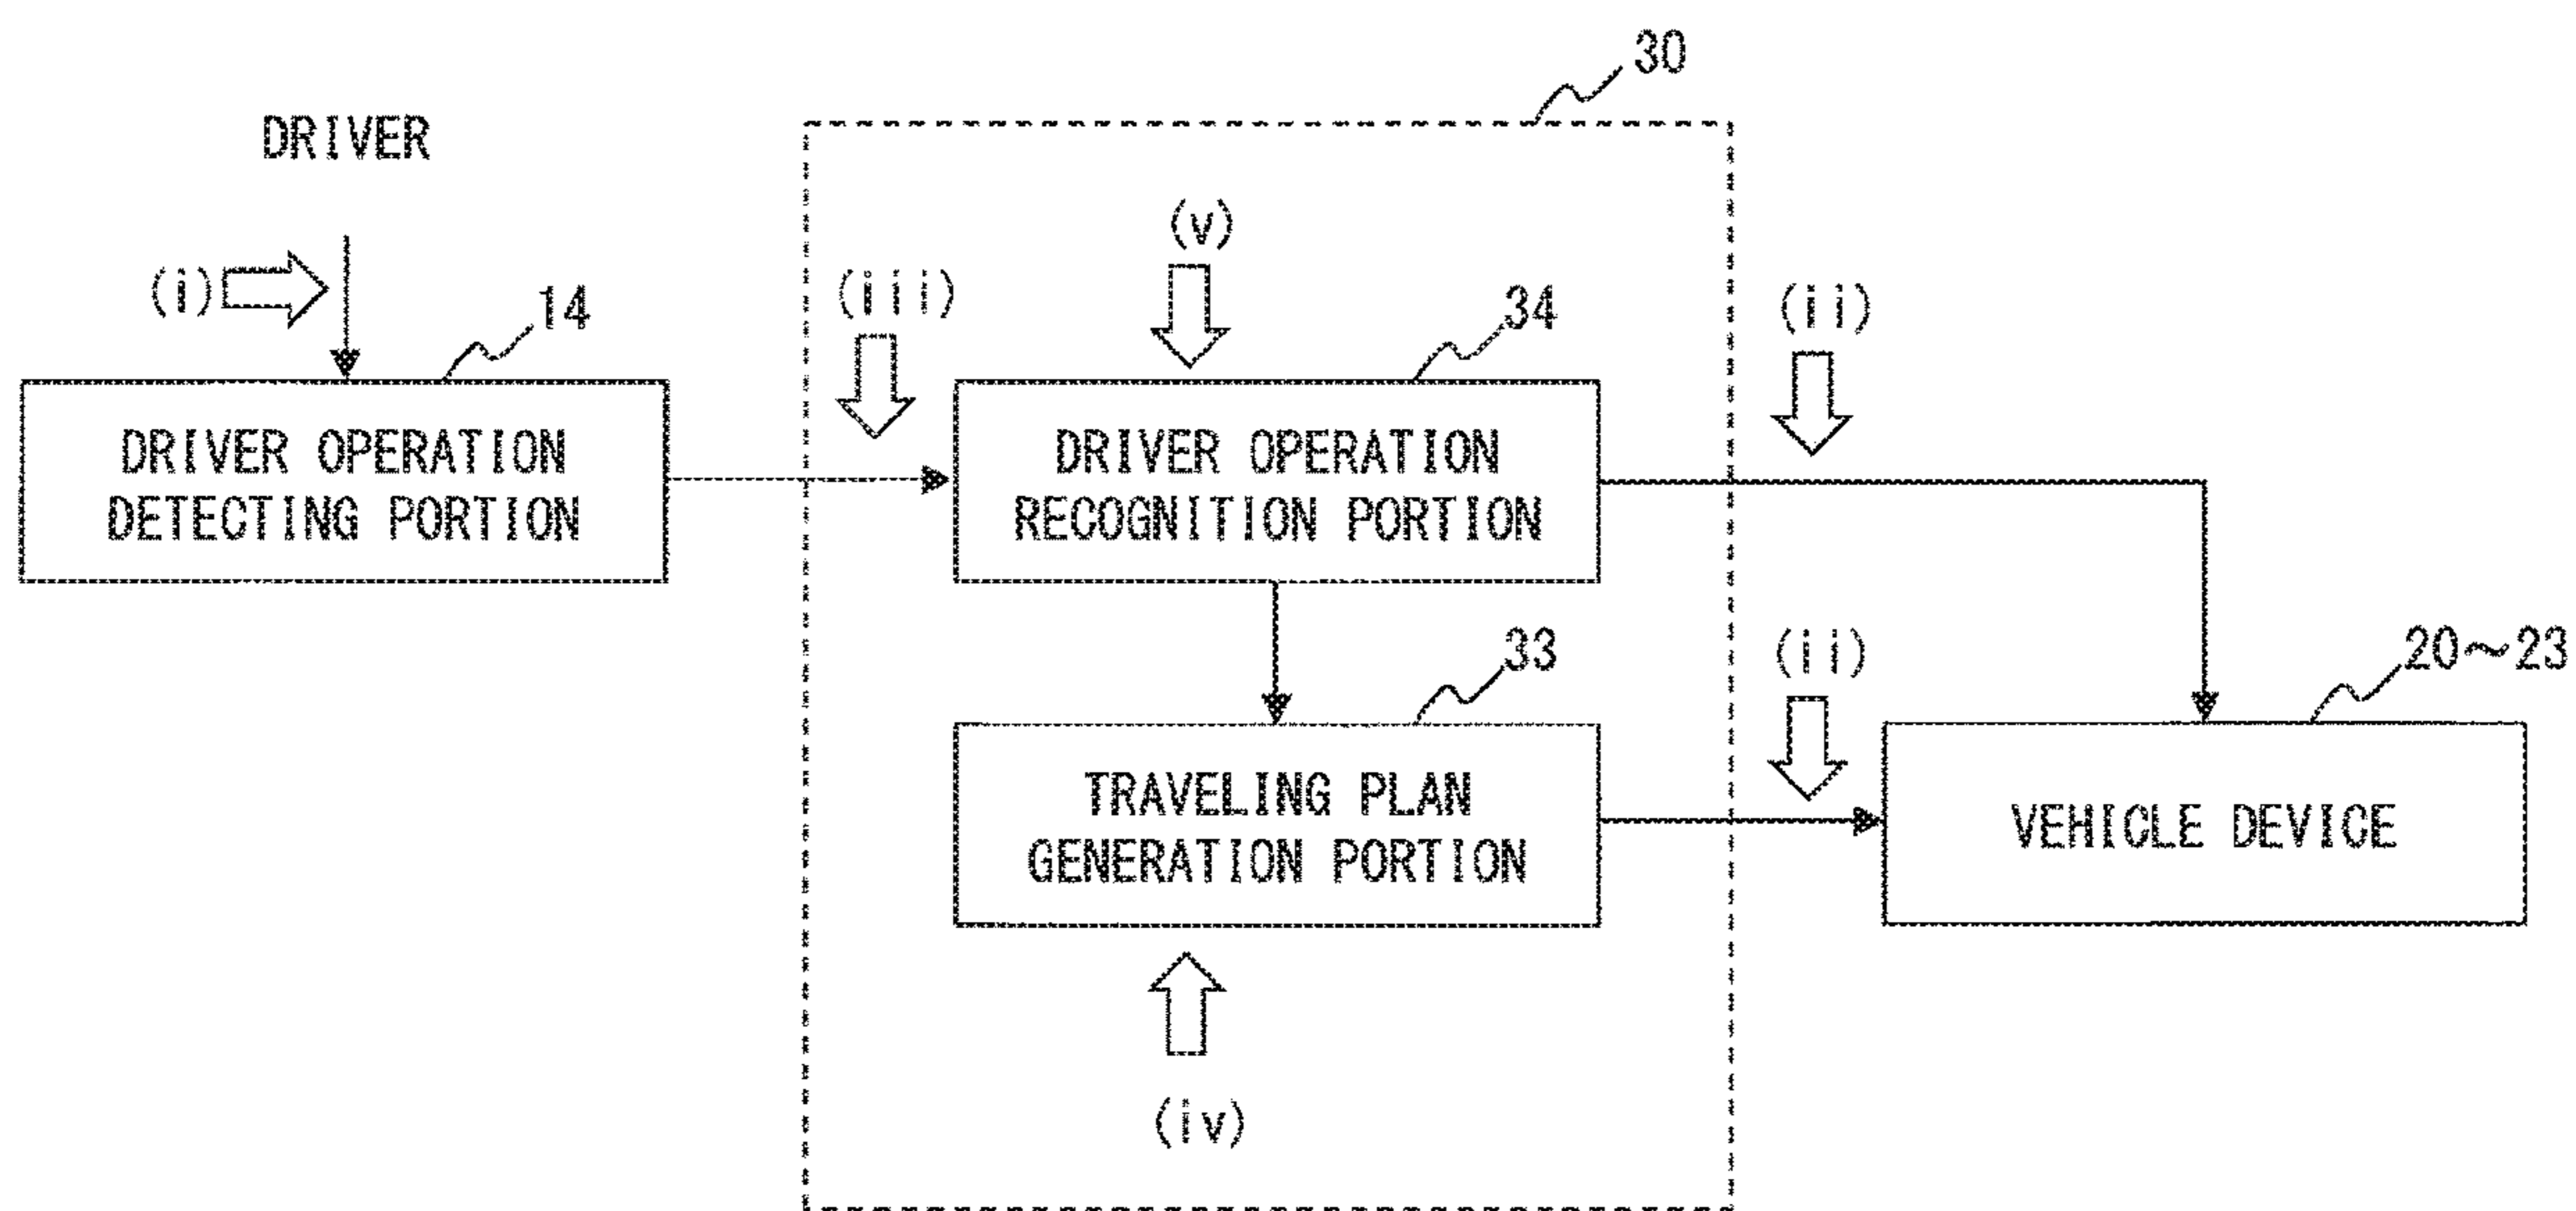 30
DRIVER
(v)
(i)
(iii)
14
34
(ii)
DRIVER OPERATION
DETECTING PORTION
DRIVER OPERATION
RECOGNITION PORTION
33
(ii)
20~23
TRAVELING PLAN
GENERATION PORTION
VEHICLE DEVICE
(iv)